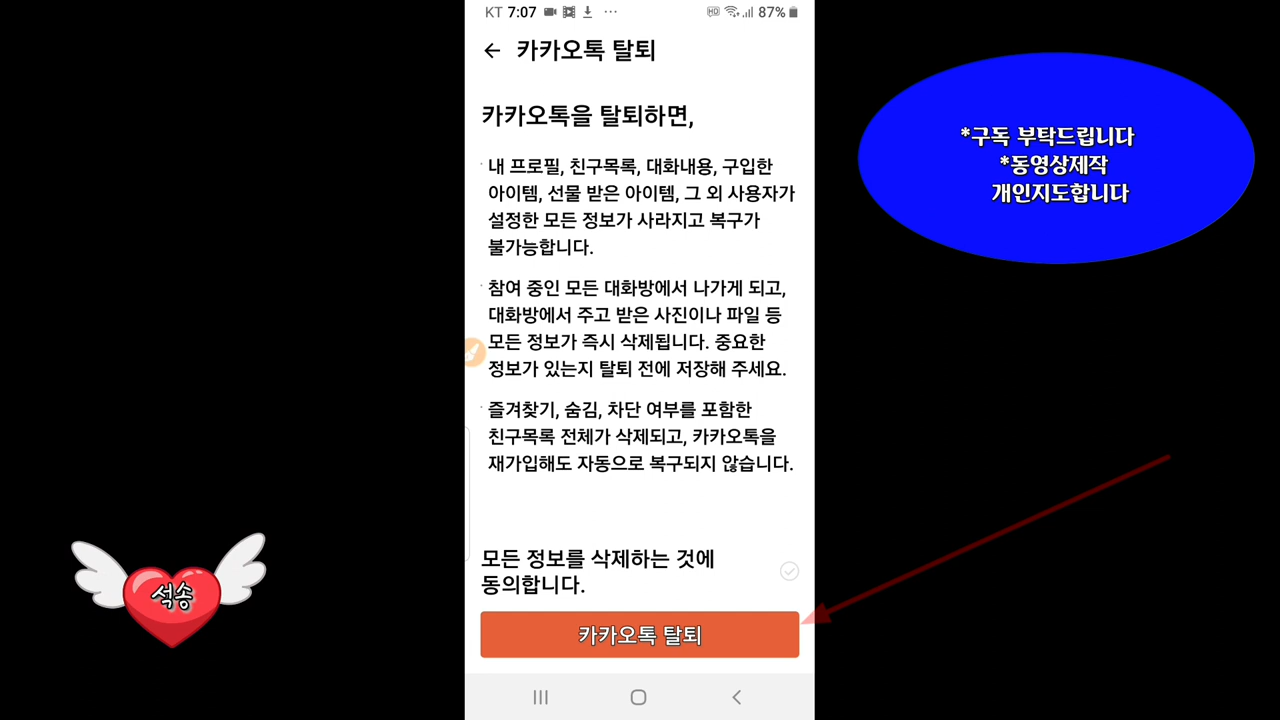 KT 7:07
HD
87%
카카오톡 탈퇴
카카오톡을 탈퇴하면,
· 내 프로필, 친구목록, 대화내용, 구입한
아이템, 선물 받은 아이템, 그 외 사용자가
설정한 모든 정보가 사라지고 복구가
불가능합니다.
· 참여 중인 모든 대화방에서 나가게 되고,
대화방에서 주고 받은 사진이나 파일 등
모든 정보가 즉시 삭제됩니다. 중요한
정보가 있는지 탈퇴 전에 저장해 주세요.
· 즐겨찾기, 숨김, 차단 여부를 포함한
친구목록 전체가 삭제되고, 카카오톡을
재가입해도 자동으로 복구되지 않습니다.
모든 정보를 삭제하는 것에
동의합니다.
카카오톡 탈퇴
*구독 부탁드립니다
*동영상제작
개인지도합니다
석송